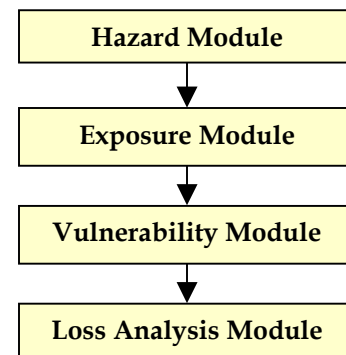 Hazard Module
Exposure Module
Vulnerability Module
Loss Analysis Module